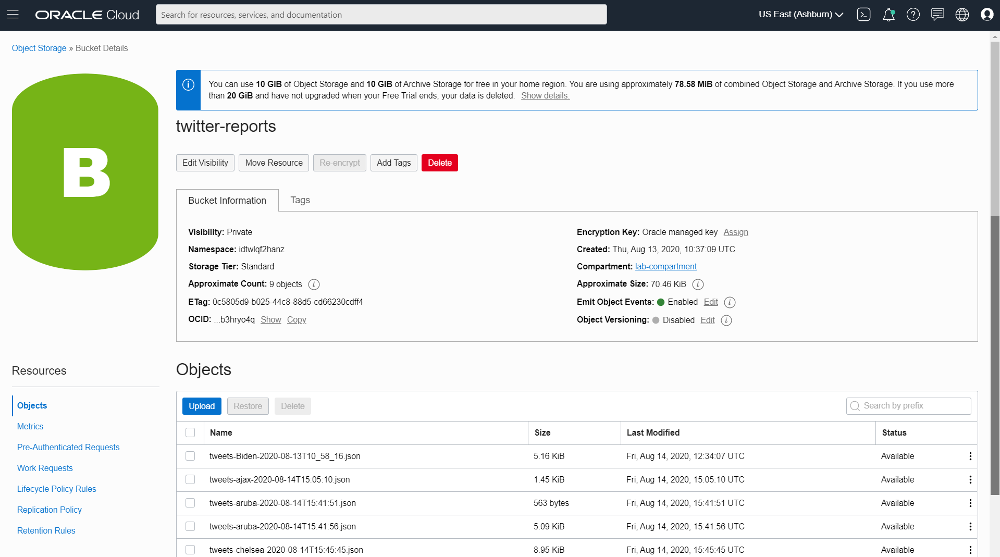 ORACLE Cloud
Search for resources, services, and documentation
US East (Ashburn)
Object Storage » Bucket Details
You can use 10 GiB of Object Storage and 10 GiB of Archive Storage for free in your home region. You are using approximately 78.58 MiB of combined Object Storage and Archive Storage. If you use more
than 20 GiB and have not upgraded when your Free Trial ends, your data is deleted. Show details.
B
twitter-reports
Edit Visibility
Move Resource
Re-encrypt
Add Tags
Delete
Bucket Information
Tags
Visibility: Private
Namespace: idtwlqf2hanz
Storage Tier: Standard
Approximate Count: 9 objects
ETag: 0c5805d9-b025-44c8-88d5-cd66230cdff4
OCID: ...b3hryo4q Show Copy
Encryption Key: Oracle managed key Assign
Created: Thu, Aug 13, 2020, 10:37:09 UTC
Compartment: lab-compartment
Approximate Size: 70.46 KiB
Emit Object Events: Enabled Edit
Object Versioning: Disabled Edit
Resources
Objects
Metrics
Pre-Authenticated Requests
Work Requests
Lifecycle Policy Rules
Replication Policy
Retention Rules
Objects
Upload
Restore
Delete
Search by prefix
Name Size Last Modified Status
tweets-Biden-2020-08-13T10_58_16.json 5.16 KiB Fri, Aug 14, 2020, 12:34:07 UTC Available
tweets-ajax-2020-08-14T15:05:10.json 1.45 KiB Fri, Aug 14, 2020, 15:05:10 UTC Available
tweets-aruba-2020-08-14T15:41:51.json 563 bytes Fri, Aug 14, 2020, 15:41:51 UTC Available
tweets-aruba-2020-08-14T15:41:56.json 5.09 KiB Fri, Aug 14, 2020, 15:41:56 UTC Available
tweets-chelsea-2020-08-14T15:45:45.json 8.95 KiB Fri, Aug 14, 2020, 15:45:45 UTC Available